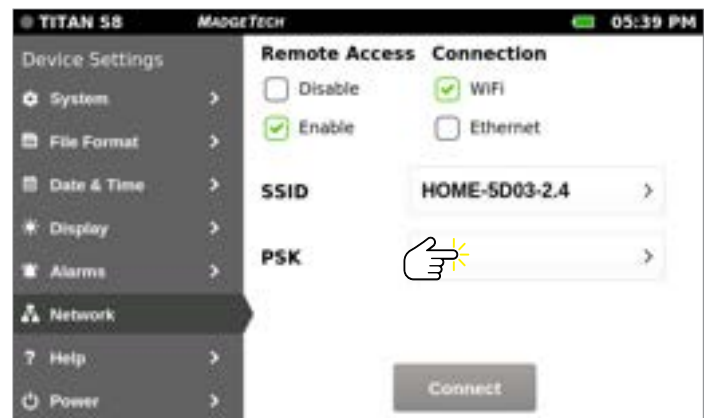 TITAN S8 MADGETECH 05:39 PM
Device Settings
System
File Format
Date & Time
Display
Alarms
Network
Help
Power
Remote Access Connection
Disable WiFi
Enable Ethernet
SSID HOME-5D03-2.4
PSK
Connect